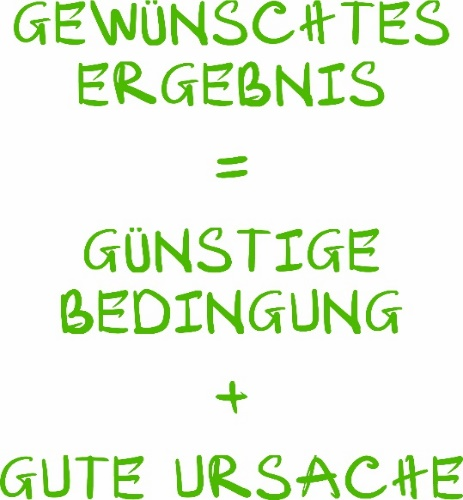 GEWÜNSCHTES
ERGEBNIS
=
GÜNSTIGE
BEDINGUNG
+
GUTE URSACHE